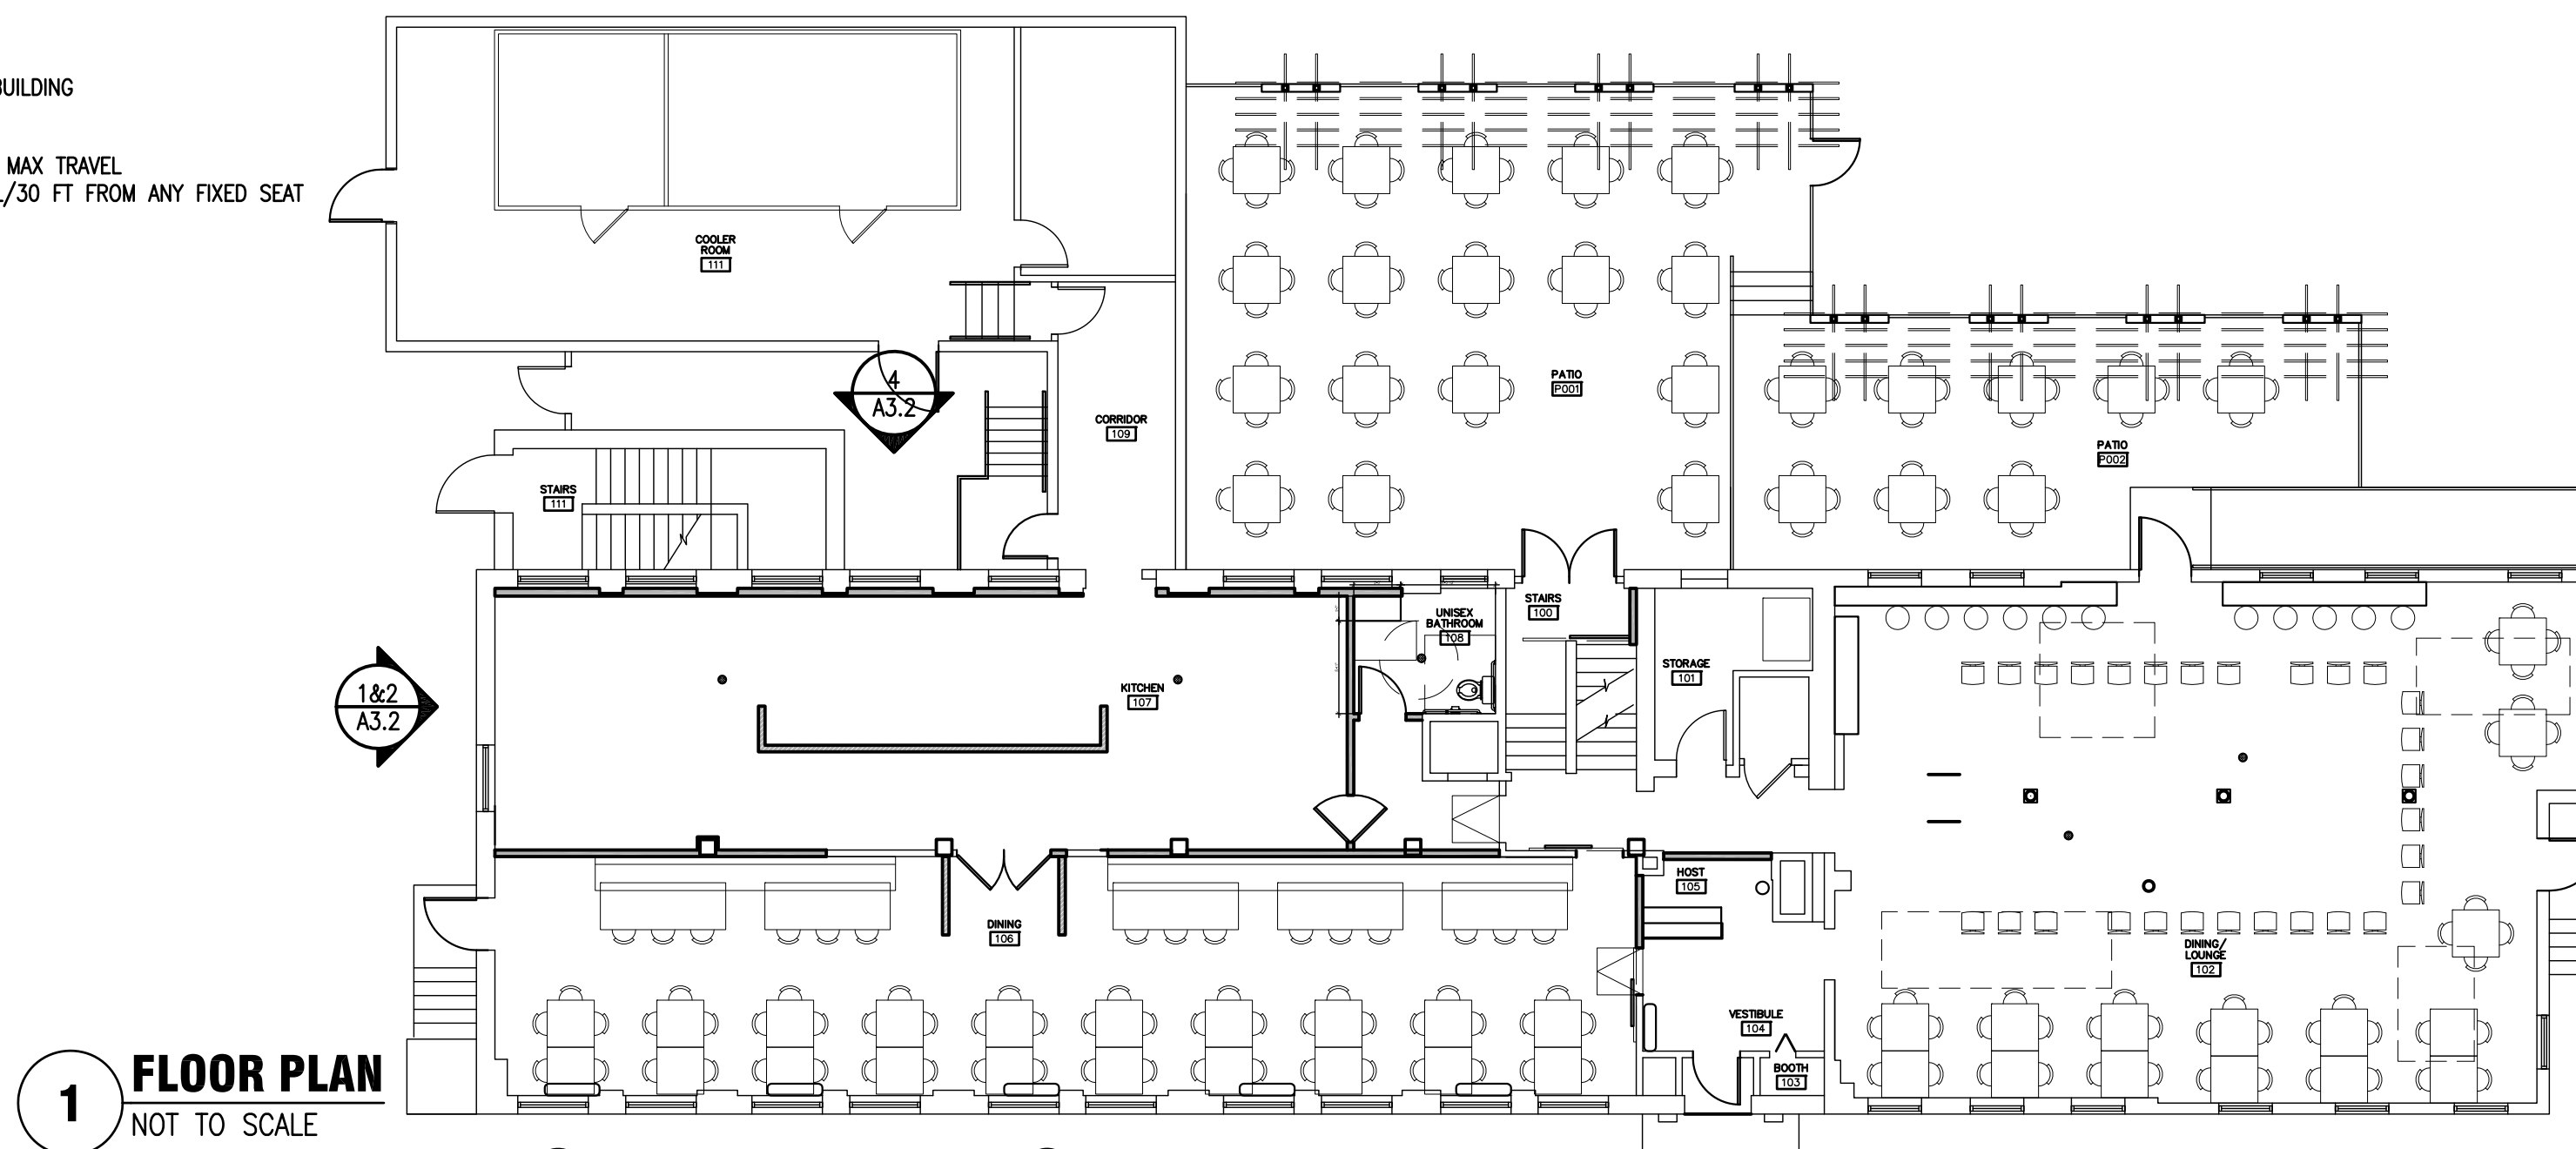 BUILDING
MAX TRAVEL
/30 FT FROM ANY FIXED SEAT
COOLER
ROOM
111
4
A3.2
CORRIDOR
109
PATIO
P001
PATIO
P002
STAIRS
111
UNISEX
BATHROOM
108
STAIRS
100
STORAGE
101
1&2
A3.2
KITCHEN
107
HOST
105
DINING
106
DINING/
LOUNGE
102
VESTIBULE
104
BOOTH
103
1
FLOOR PLAN
NOT TO SCALE